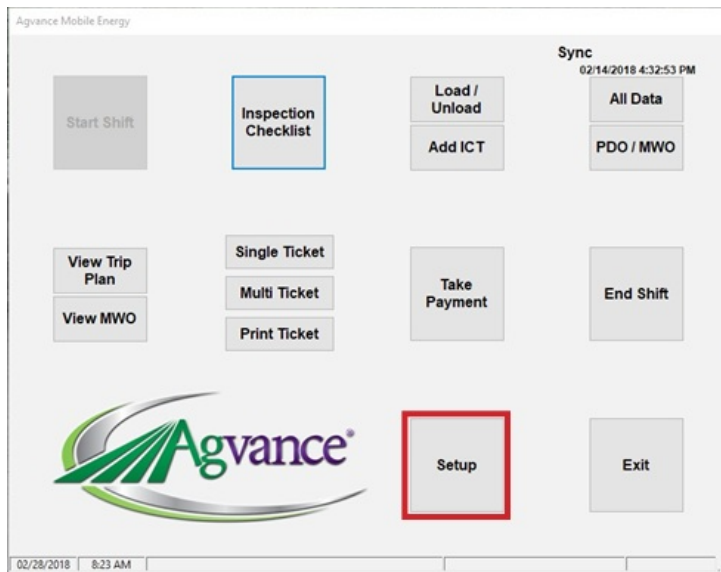 Agvance Mobile Energy
Sync
02/14/2018 4:32:53 PM
Start Shift
Inspection
Checklist
Load /
Unload
Add ICT
All Data
PDO / MWO
View Trip
Plan
View MWO
Single Ticket
Multi Ticket
Print Ticket
Take
Payment
End Shift
Agvance®
Setup
Exit
02/28/2018
8:23 AM